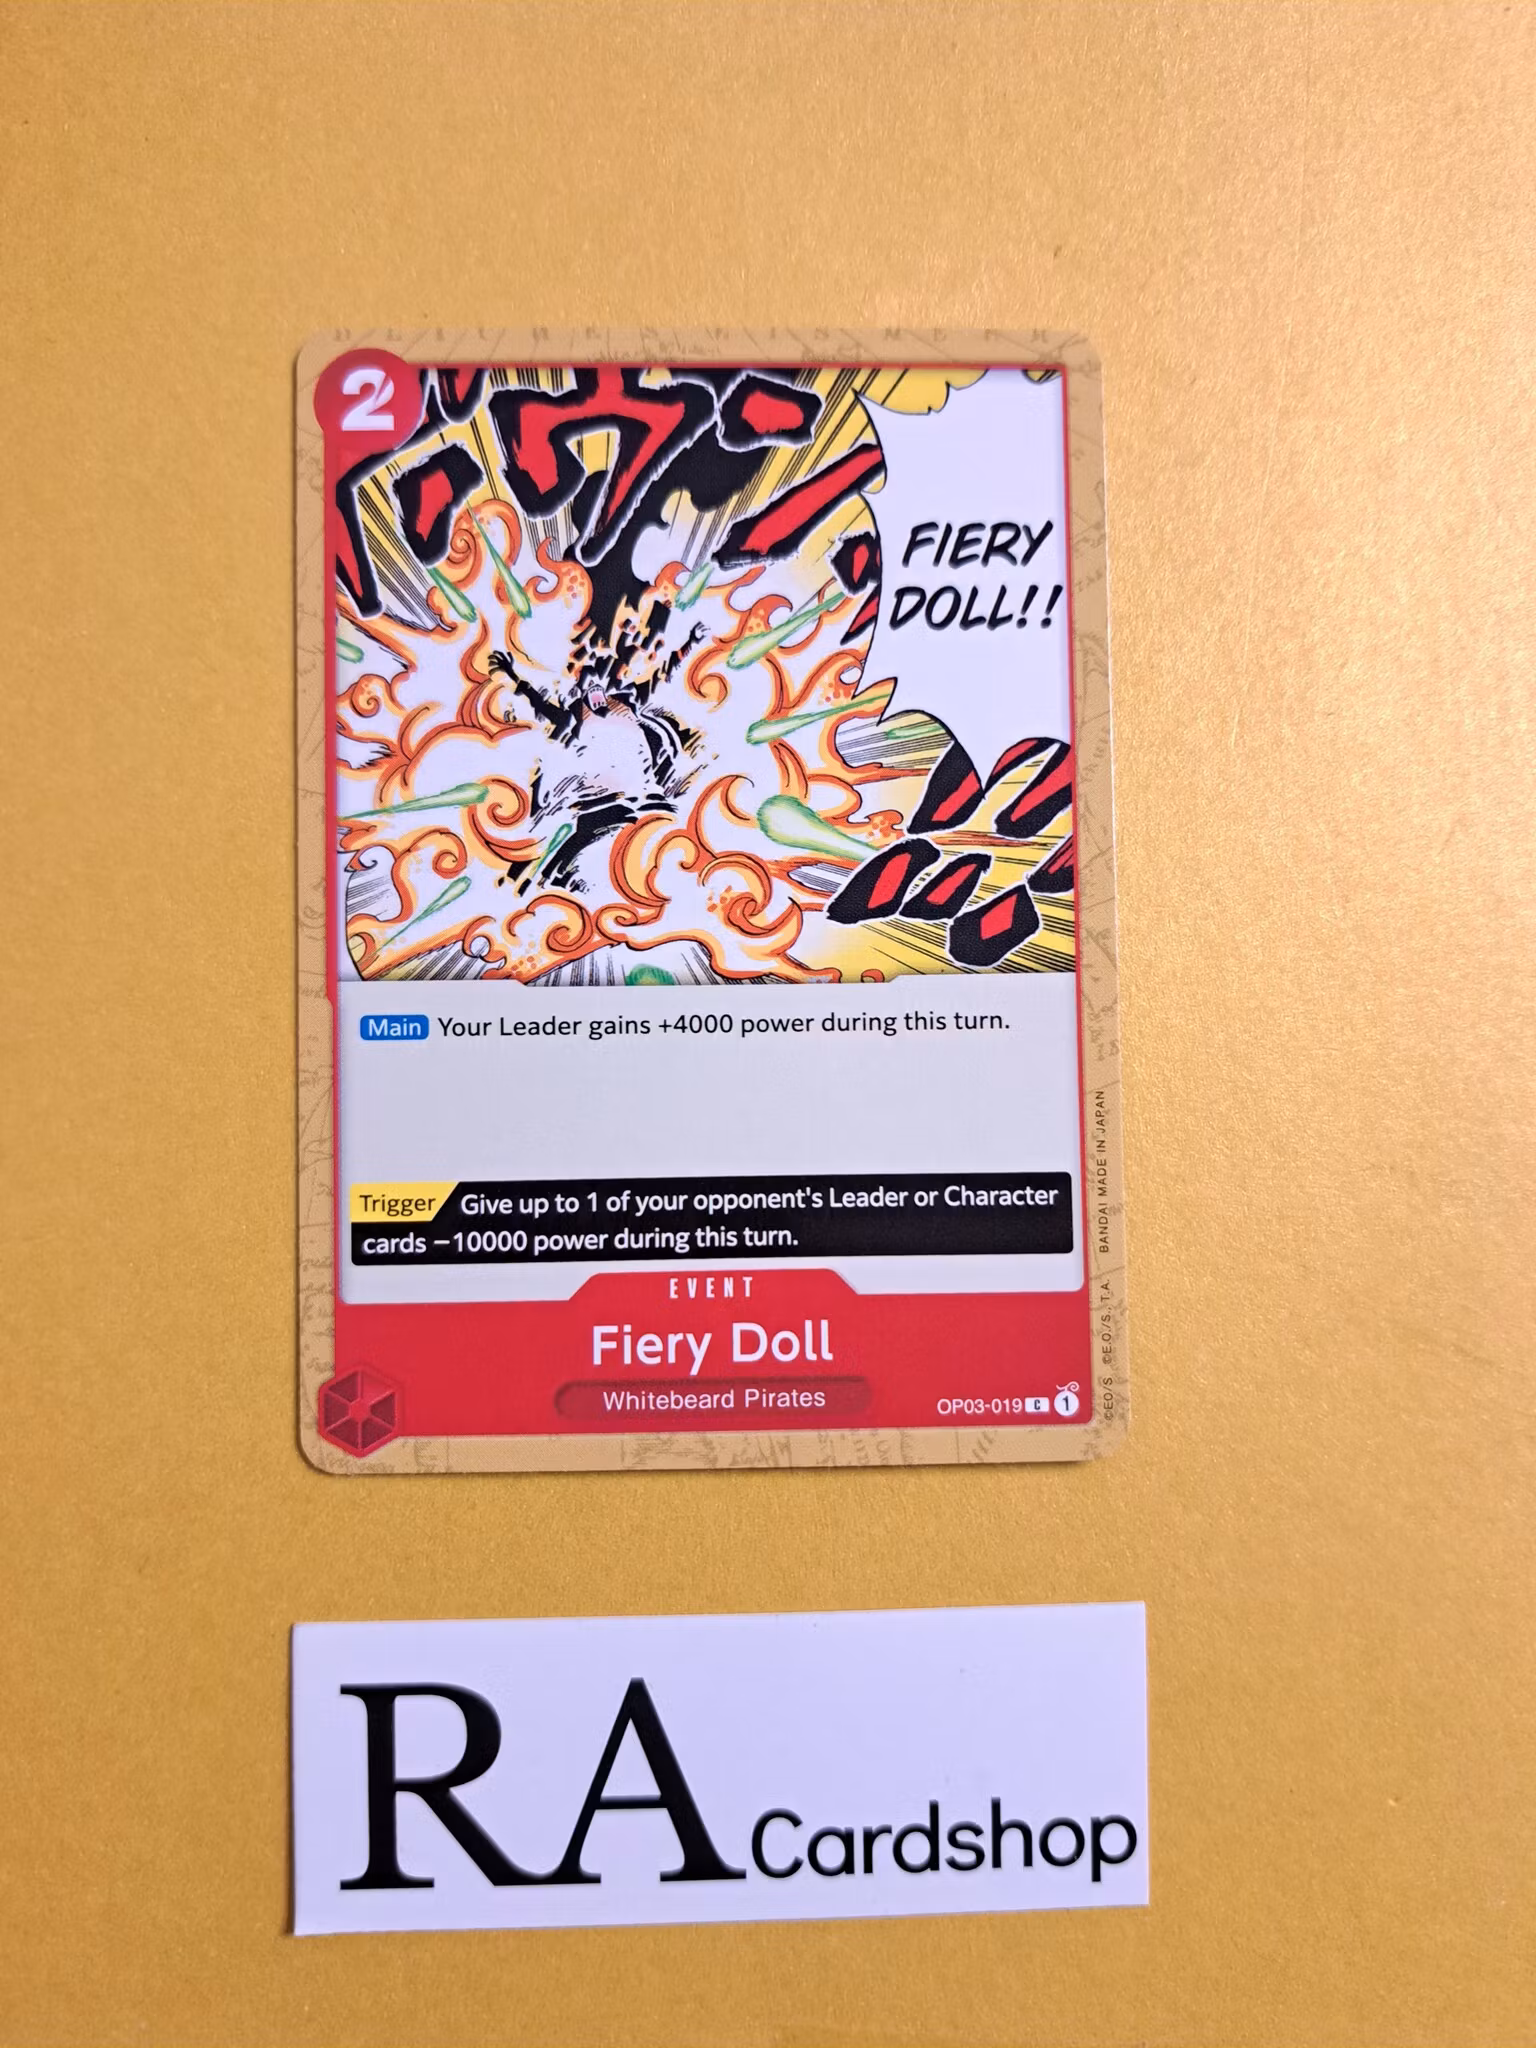 2
FIERY
DOLL!!
Main Your Leader gains +4000 power during this turn.
Trigger Give up to 1 of your opponent's Leader or Character
cards −10000 power during this turn.
EVENT
Fiery Doll
Whitebeard Pirates
OP03-019 C 1
©EO/S ©E.O./S., T.A. BANDAI MADE IN JAPAN
RA Cardshop